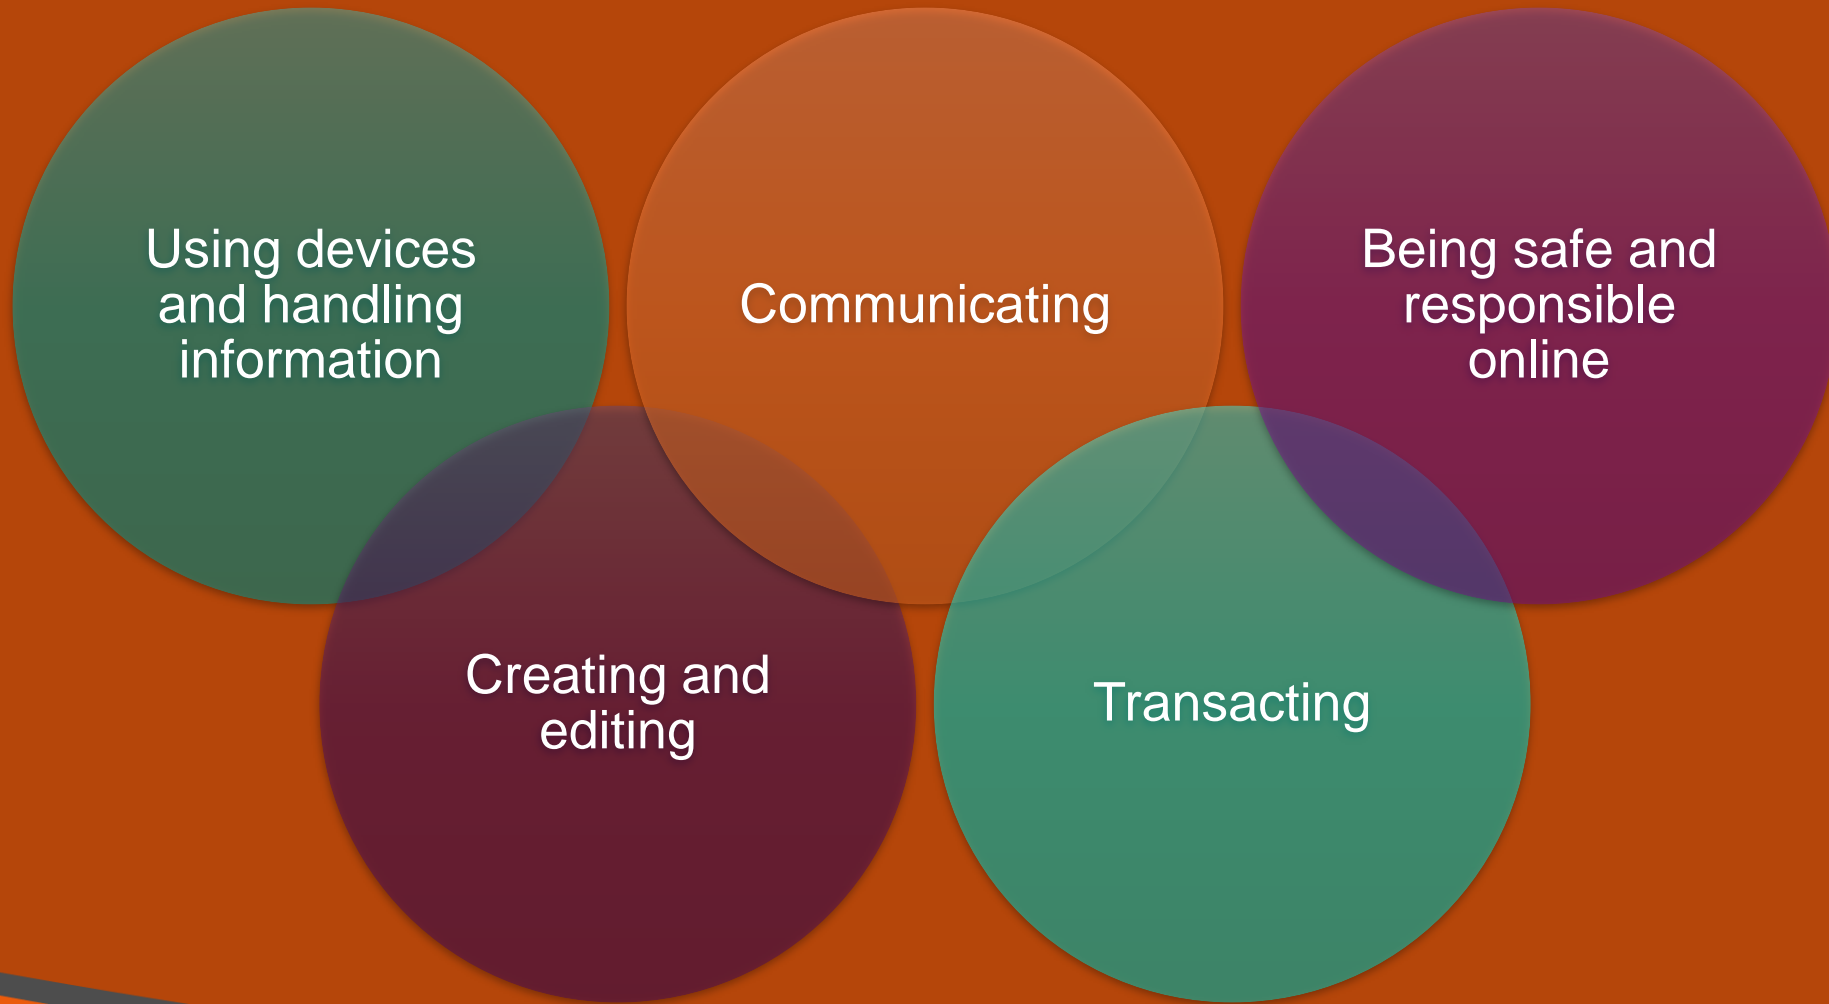 Using devices
and handling
information
Creating and
editing
Communicating
Transacting
Being safe and
responsible
online